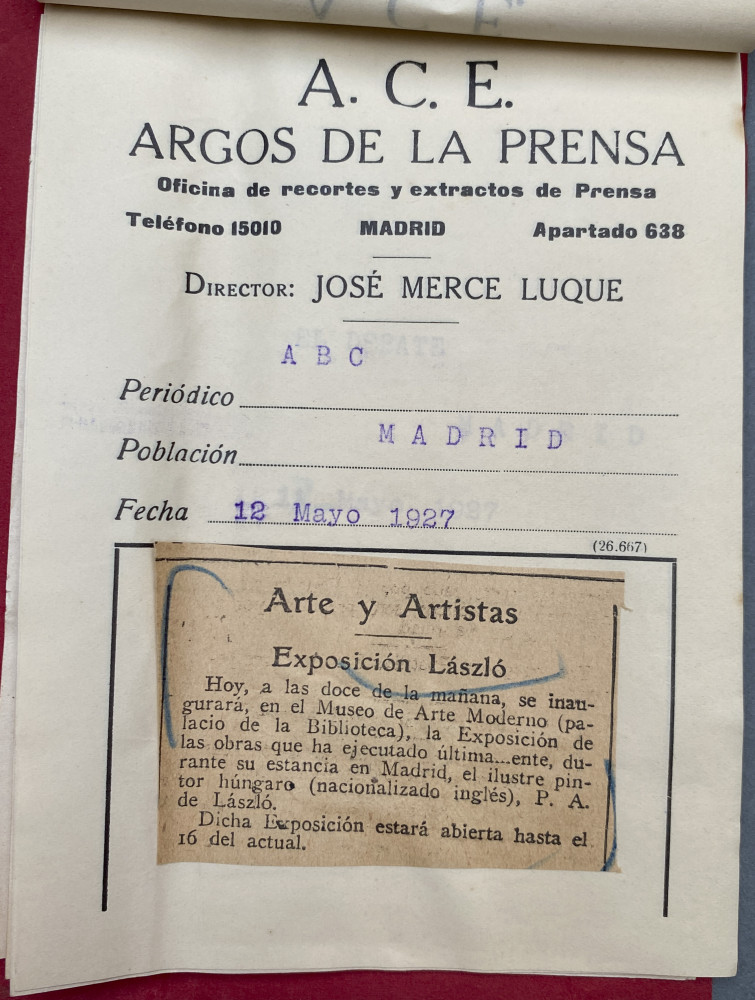 A. C. E.
ARGOS DE LA PRENSA
Oficina de recortes y extractos de Prensa
Teléfono 15010 MADRID Apartado 638
DIRECTOR: JOSÉ MERCE LUQUE
A B C
Periódico
M A D R I D
Población
Fecha 12 Mayo 1927
(26.667)
Arte y Artistas
Exposición László
Hoy, a las doce de la mañana, se inau-
gurará, en el Museo de Arte Moderno (pa-
lacio de la Biblioteca), la Exposición de
las obras que ha ejecutado última...ente, du-
rante su estancia en Madrid, el ilustre pin-
tor húngaro (nacionalizado inglés), P. A.
de László.
Dicha Exposición estará abierta hasta el
16 del actual.